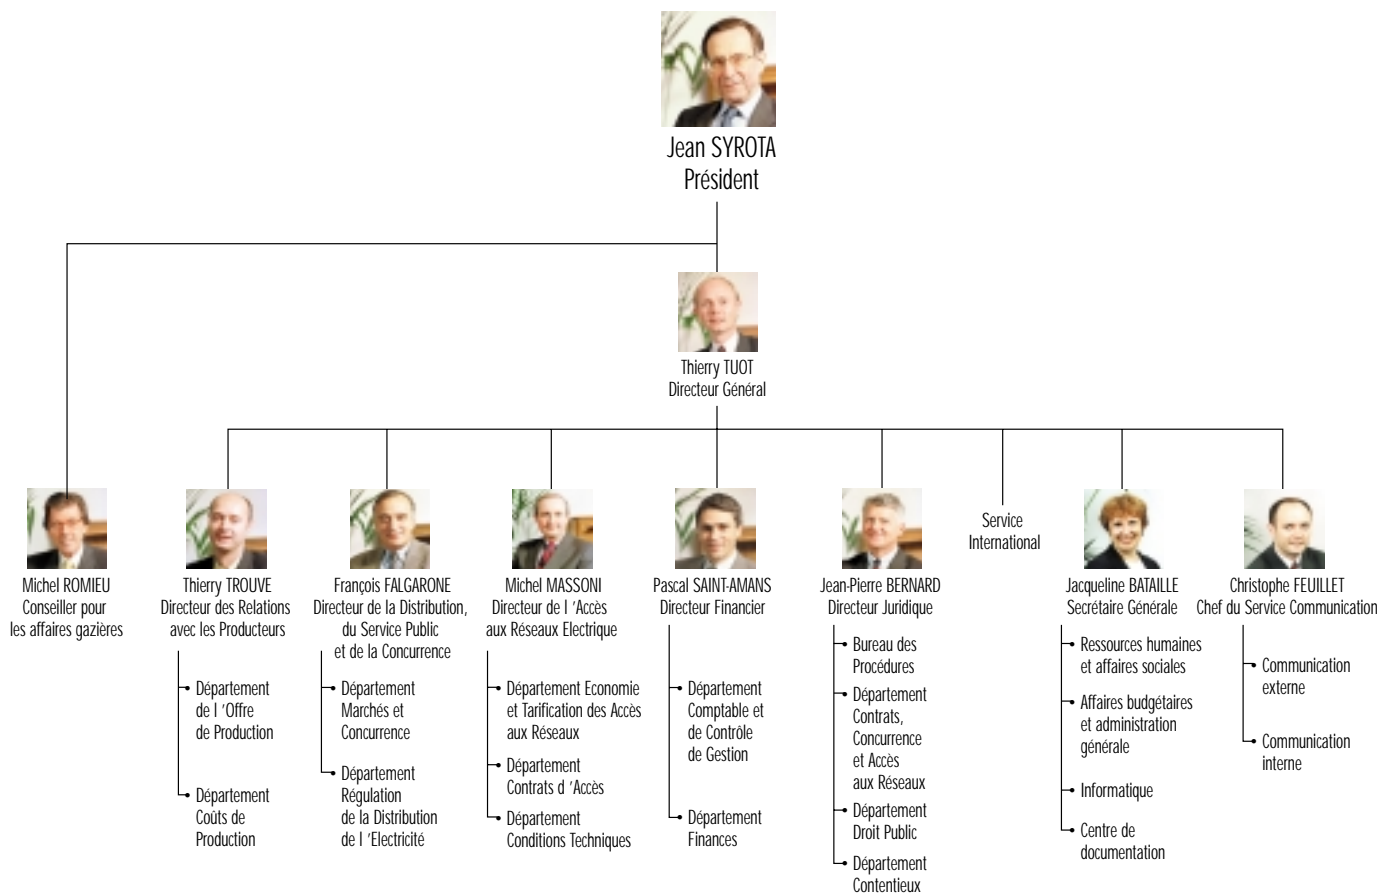 Jean SYROTA
Président
Thierry TUOT
Directeur Général
Michel ROMIEU
Conseiller pour
les affaires gazières
Thierry TROUVE
Directeur des Relations
avec les Producteurs
Département
de l 'Offre
de Production
Département
Coûts de
Production
François FALGARONE
Directeur de la Distribution,
du Service Public
et de la Concurrence
Département
Marchés et
Concurrence
Département
Régulation
de la Distribution
de l 'Electricité
Michel MASSONI
Directeur de l 'Accès
aux Réseaux Electrique
Département Economie
et Tarification des Accès
aux Réseaux
Département
Contrats d 'Accès
Département
Conditions Techniques
Pascal SAINT-AMANS
Directeur Financier
Département
Comptable et
de Contrôle
de Gestion
Département
Finances
Jean-Pierre BERNARD
Directeur Juridique
Bureau des
Procédures
Département
Contrats,
Concurrence
et Accès
aux Réseaux
Département
Droit Public
Département
Contentieux
Service
International
Jacqueline BATAILLE
Secrétaire Générale
Ressources humaines
et affaires sociales
Affaires budgétaires
et administration
générale
Informatique
Centre de
documentation
Christophe FEUILLET
Chef du Service Communication
Communication
externe
Communication
interne